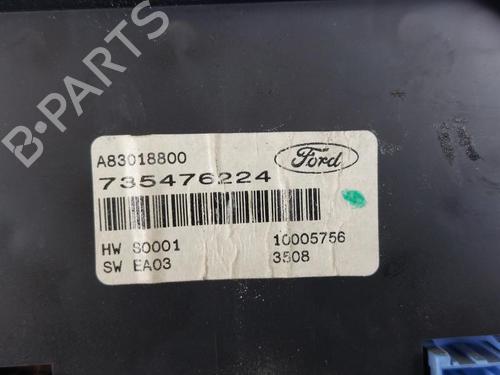 B-PARTS
A83018800
Ford
735476224
HW S0001
10005756
SW EA03
3508